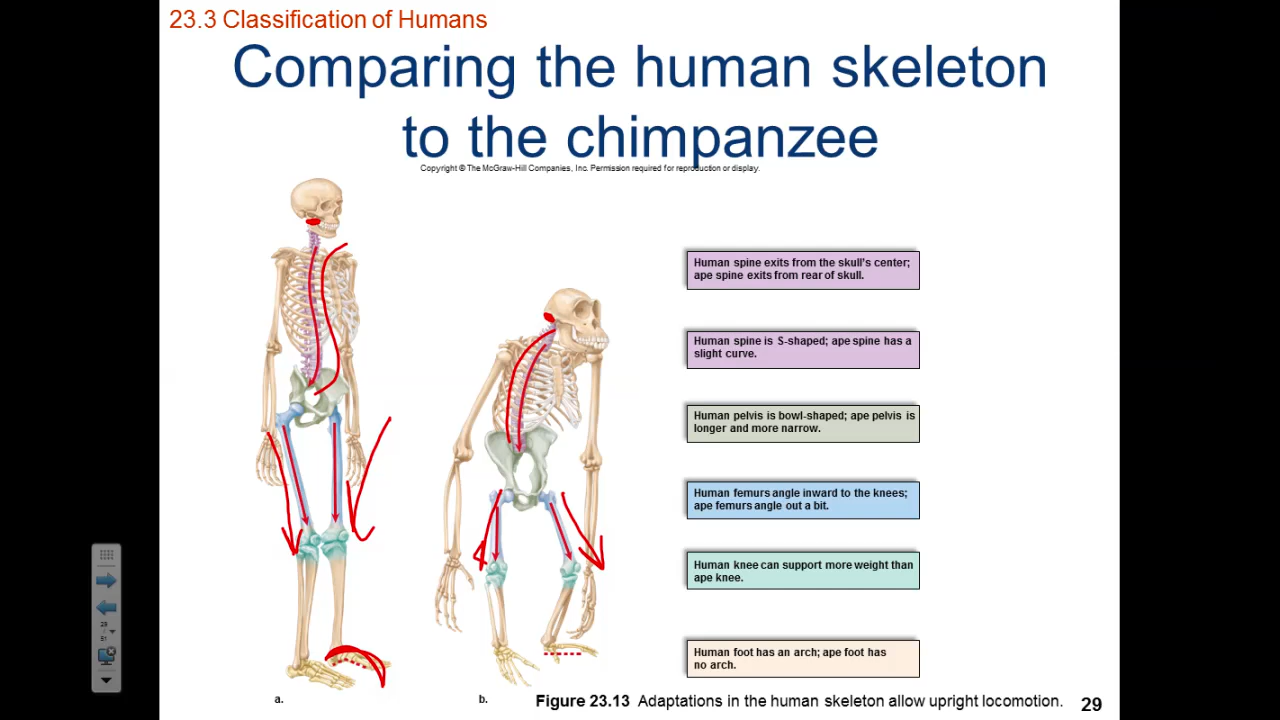 23.3 Classification of Humans
Comparing the human skeleton
to the chimpanzee
Copyright © The McGraw-Hill Companies, Inc. Permission required for reproduction or display.
Human spine exits from the skull's center;
ape spine exits from rear of skull.
Human spine is S-shaped; ape spine has a
slight curve.
Human pelvis is bowl-shaped; ape pelvis is
longer and more narrow.
Human femurs angle inward to the knees;
ape femurs angle out a bit.
Human knee can support more weight than
ape knee.
Human foot has an arch; ape foot has
no arch.
a.
b.
Figure 23.13 Adaptations in the human skeleton allow upright locomotion.
29